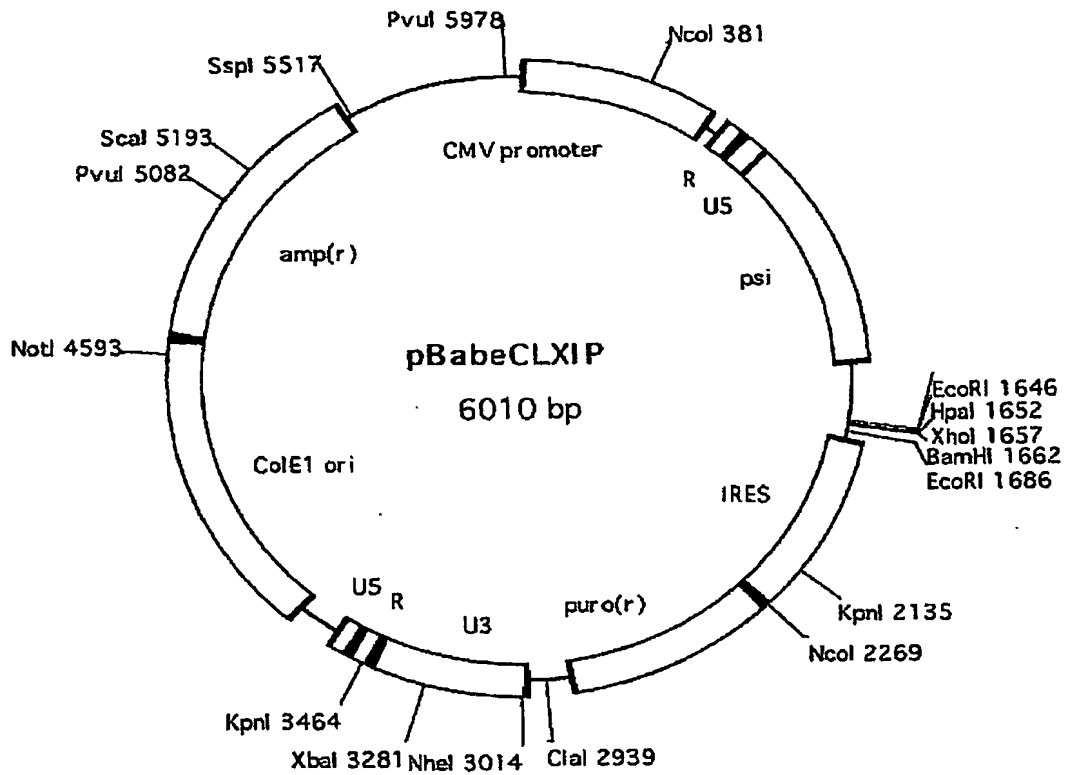 PvuI 5978
NcoI 381
SspI 5517
ScaI 5193
PvuI 5082
CMV promoter
R
U5
amp(r)
psi
NotI 4593
pBabeCLXIP
6010 bp
EcoRI 1646
HpaI 1652
XhoI 1657
BamHI 1662
EcoRI 1686
ColE1 ori
IRES
U5
R
U3
puro(r)
KpnI 2135
NcoI 2269
KpnI 3464
XbaI 3281
NheI 3014
ClaI 2939